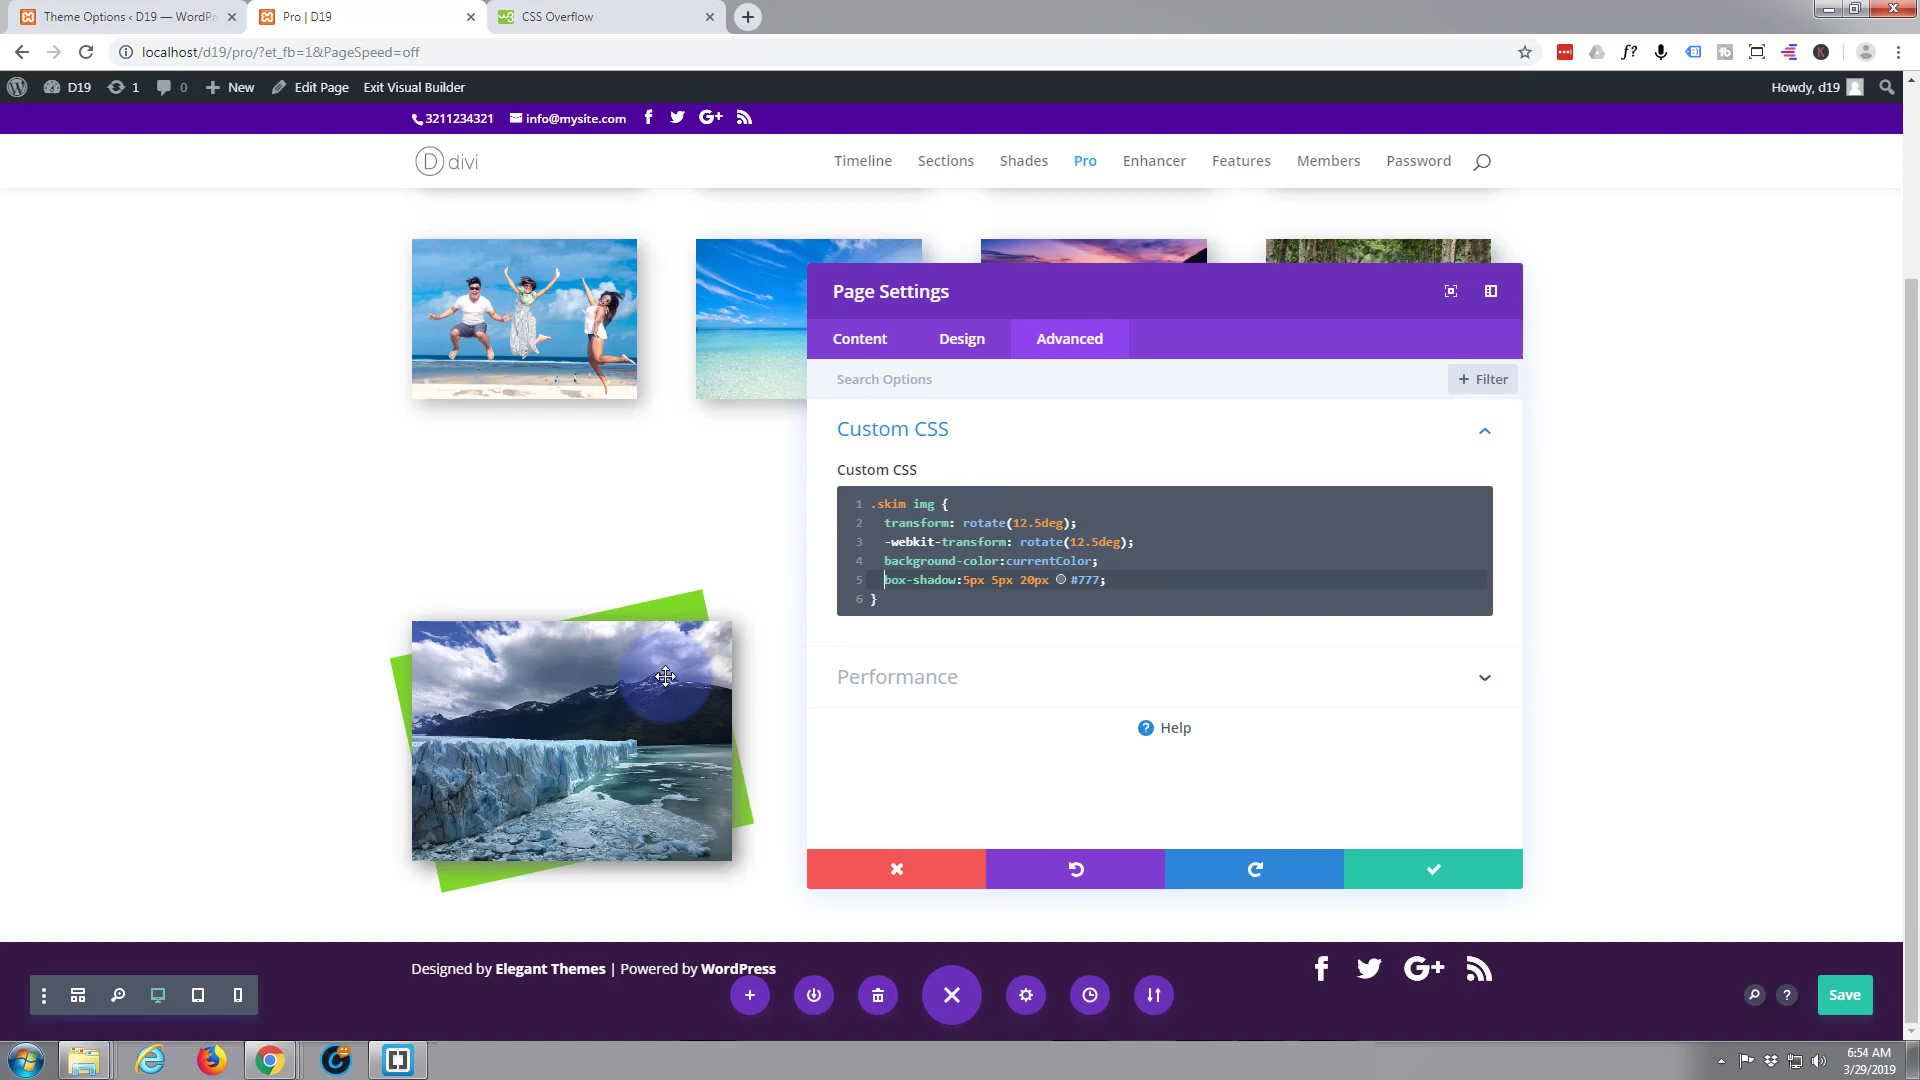 Theme Options ‹ D19 — WordPr
Pro | D19
CSS Overflow
localhost/d19/pro/?et_fb=1&PageSpeed=off
D19
1
0
New
Edit Page
Exit Visual Builder
Howdy, d19
3211234321
info@mysite.com
D divi
Timeline
Sections
Shades
Pro
Enhancer
Features
Members
Password
Page Settings
Content
Design
Advanced
Search Options
+ Filter
Custom CSS
Custom CSS
1 .skim img {
2 transform: rotate(12.5deg);
3 -webkit-transform: rotate(12.5deg);
4 background-color:currentColor;
5 box-shadow:5px 5px 20px #777;
6 }
Performance
? Help
Designed by Elegant Themes | Powered by WordPress
Save
6:54 AM
3/29/2019